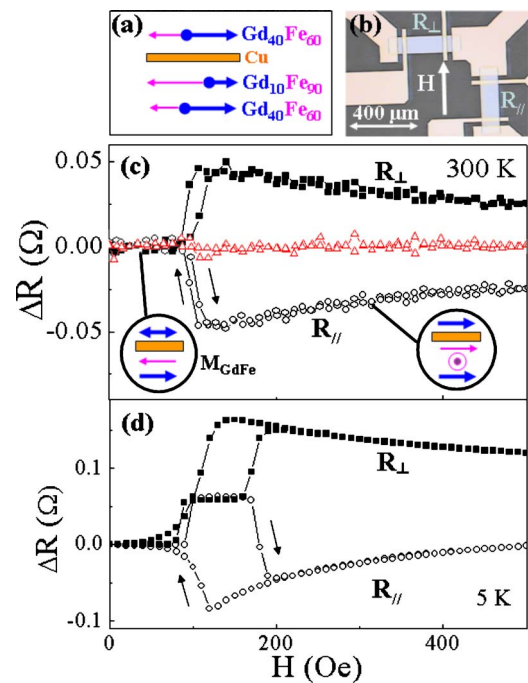 (a)
Gd40Fe60
Cu
Gd10Fe90
Gd40Fe60
(b)
R⊥
H
R//
400 μm
(c)
300 K
R⊥
R//
MGdFe
0.05
0.00
-0.05
ΔR (Ω)
(d)
R⊥
R//
5 K
0.1
0.0
-0.1
ΔR (Ω)
0
200
400
H (Oe)